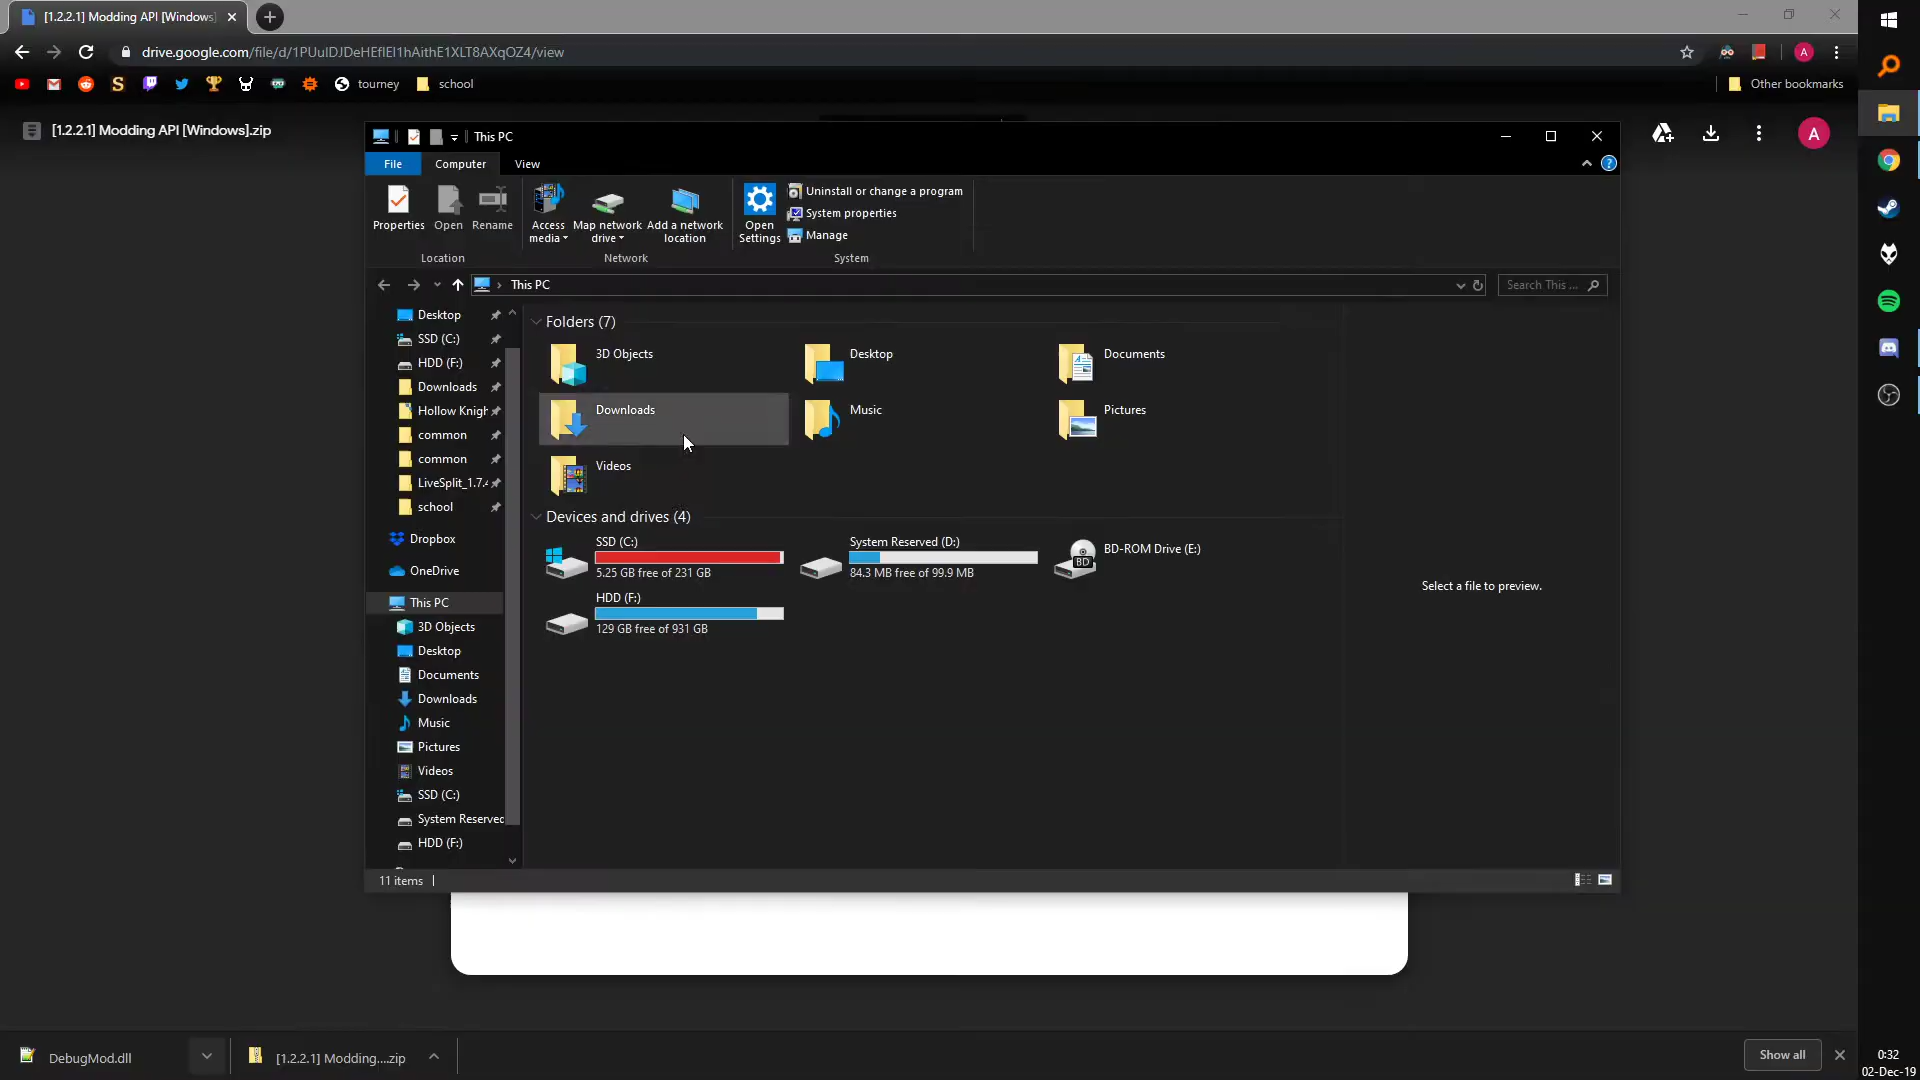 [1.2.2.1] Modding API [Windows]
drive.google.com/file/d/1PUulDJDeHEflEl1hAithE1XLT8AXqOZ4/view
A
tourney
school
Other bookmarks
[1.2.2.1] Modding API [Windows].zip
A
This PC
File
Computer
View
Properties
Open
Rename
Access media
Map network drive
Add a network location
Open Settings
Uninstall or change a program
System properties
Manage
Location
Network
System
This PC
Search This ...
Desktop
SSD (C:)
HDD (F:)
Downloads
Hollow Knigh
common
common
LiveSplit_1.7.4
school
Dropbox
OneDrive
This PC
3D Objects
Desktop
Documents
Downloads
Music
Pictures
Videos
SSD (C:)
System Reserved
HDD (F:)
Folders (7)
3D Objects
Desktop
Documents
Downloads
Music
Pictures
Videos
Devices and drives (4)
SSD (C:)
5.25 GB free of 231 GB
System Reserved (D:)
84.3 MB free of 99.9 MB
BD-ROM Drive (E:)
BD
HDD (F:)
129 GB free of 931 GB
Select a file to preview.
11 items
DebugMod.dll
[1.2.2.1] Modding....zip
Show all
0:32
02-Dec-19